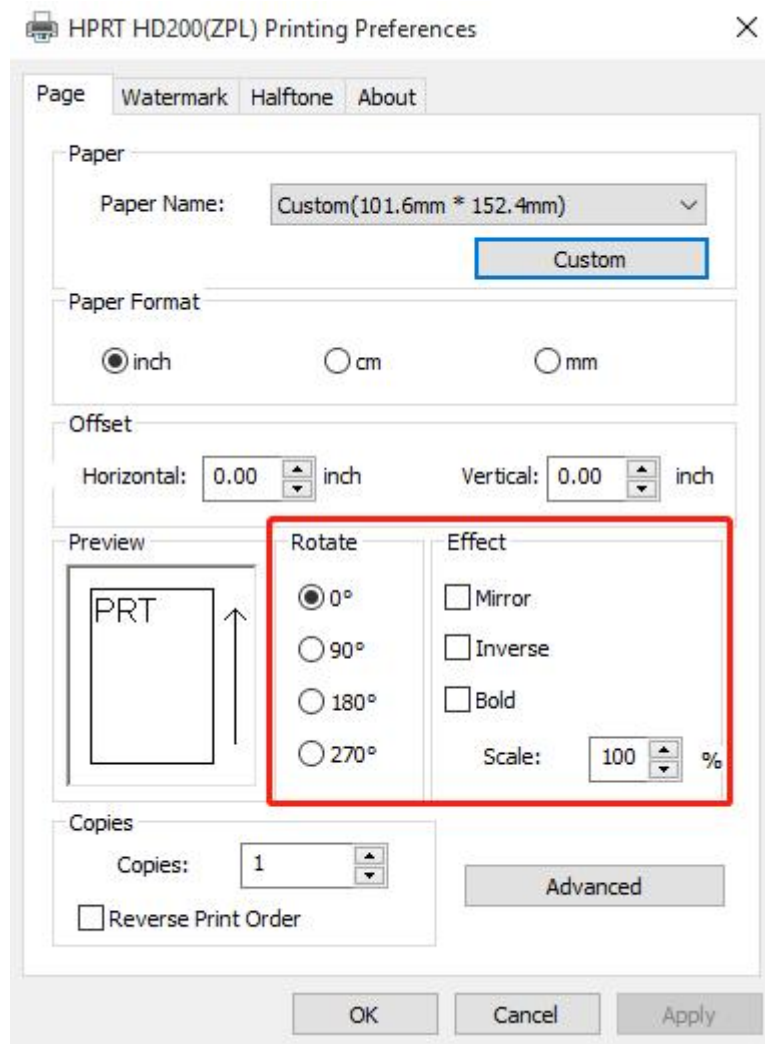 HPRT HD200(ZPL) Printing Preferences
Page Watermark Halftone About
Paper
Paper Name: Custom(101.6mm * 152.4mm)
Custom
Paper Format
inch cm mm
Offset
Horizontal: 0.00 inch Vertical: 0.00 inch
Preview Rotate Effect
PRT 0° Mirror
90° Inverse
180° Bold
270° Scale: 100 %
Copies
Copies: 1
Advanced
Reverse Print Order
OK Cancel Apply